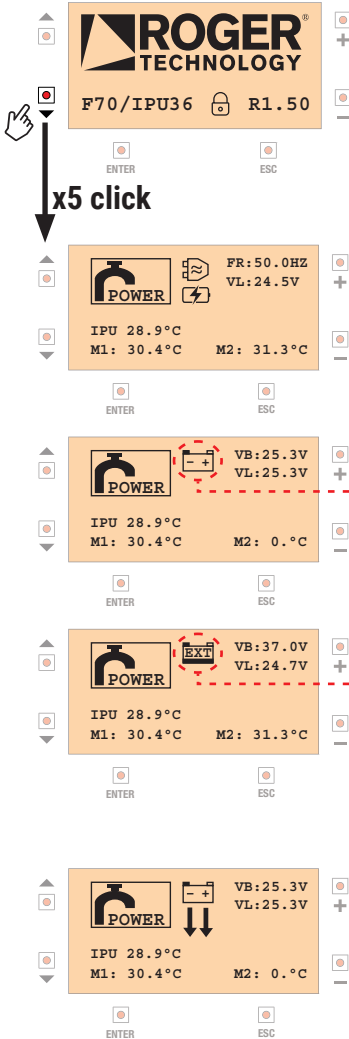 ROGER®
TECHNOLOGY
F70/IPU36 R1.50
+
-
ENTER ESC
x5 click
POWER
FR:50.0HZ
VL:24.5V
IPU 28.9°C
M1: 30.4°C M2: 31.3°C
+
-
ENTER ESC
POWER
- +
VB:25.3V
VL:25.3V
IPU 28.9°C
M1: 30.4°C M2: 0.°C
+
-
ENTER ESC
POWER
EXT
VB:37.0V
VL:24.7V
IPU 28.9°C
M1: 30.4°C M2: 31.3°C
+
-
ENTER ESC
POWER
- +
VB:25.3V
VL:25.3V
IPU 28.9°C
M1: 30.4°C M2: 0.°C
+
-
ENTER ESC